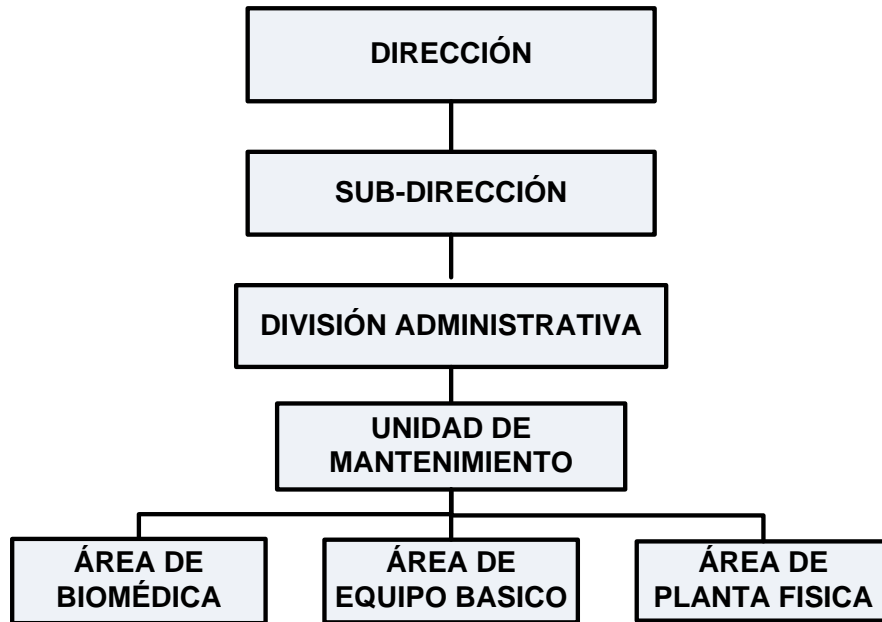 DIRECCIÓN
SUB-DIRECCIÓN
DIVISIÓN ADMINISTRATIVA
UNIDAD DE
MANTENIMIENTO
ÁREA DE
BIOMÉDICA
ÁREA DE
EQUIPO BASICO
ÁREA DE
PLANTA FISICA